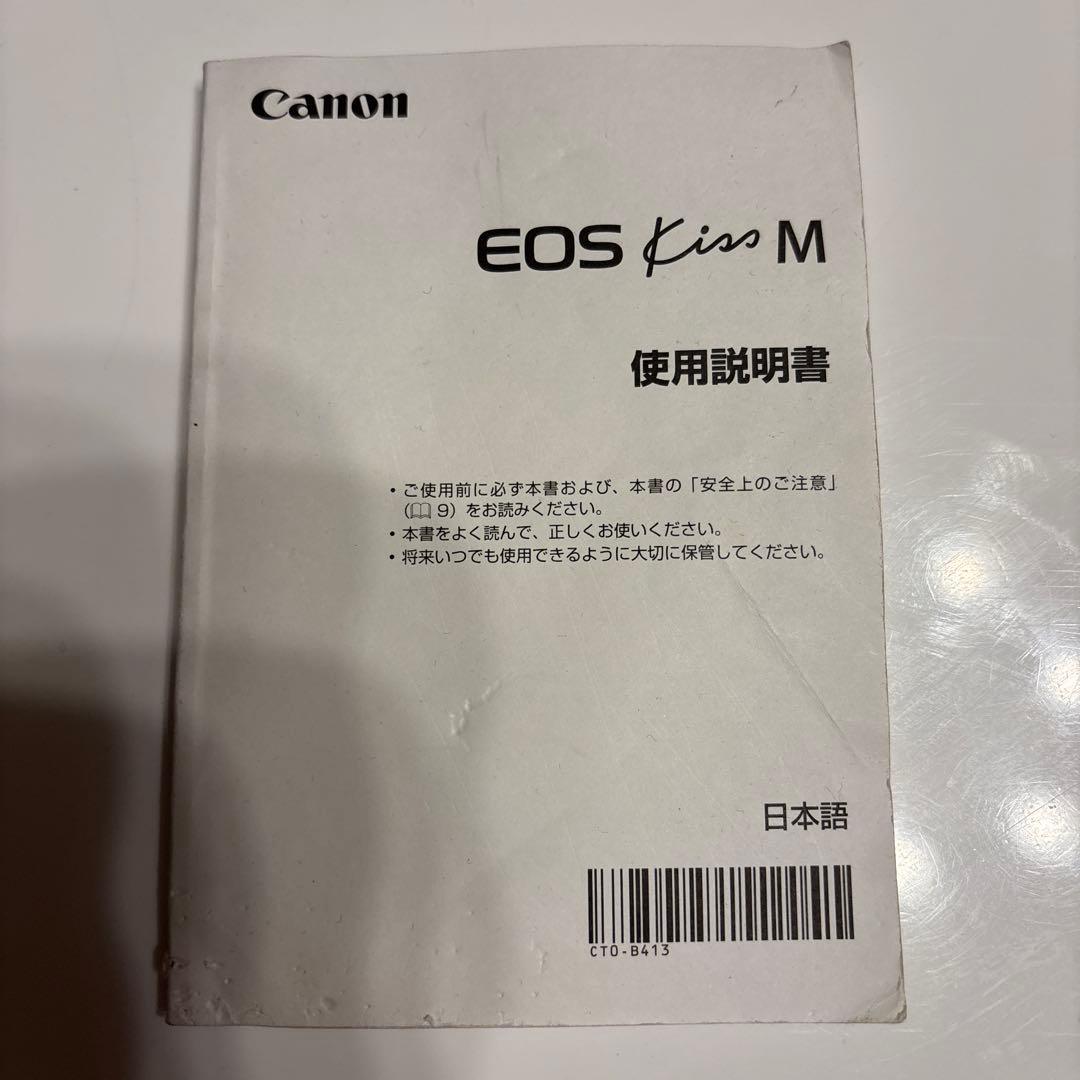 Canon
EOS Kiss M
使用説明書
• ご使用前に必ず本書および、本書の「安全上のご注意」
(📖 9) をお読みください。
• 本書をよく読んで、正しくお使いください。
• 将来いつでも使用できるように大切に保管してください。
日本語
CT0-B413